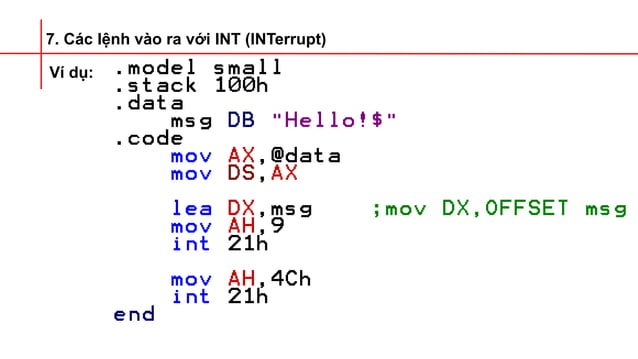 7. Các lệnh vào ra với INT (INTerrupt)
Ví dụ:
.model small
.stack 100h
.data
msg DB "Hello!$"
.code
mov AX,@data
mov DS,AX
lea DX,msg ;mov DX,OFFSET msg
mov AH,9
int 21h
mov AH,4Ch
int 21h
end